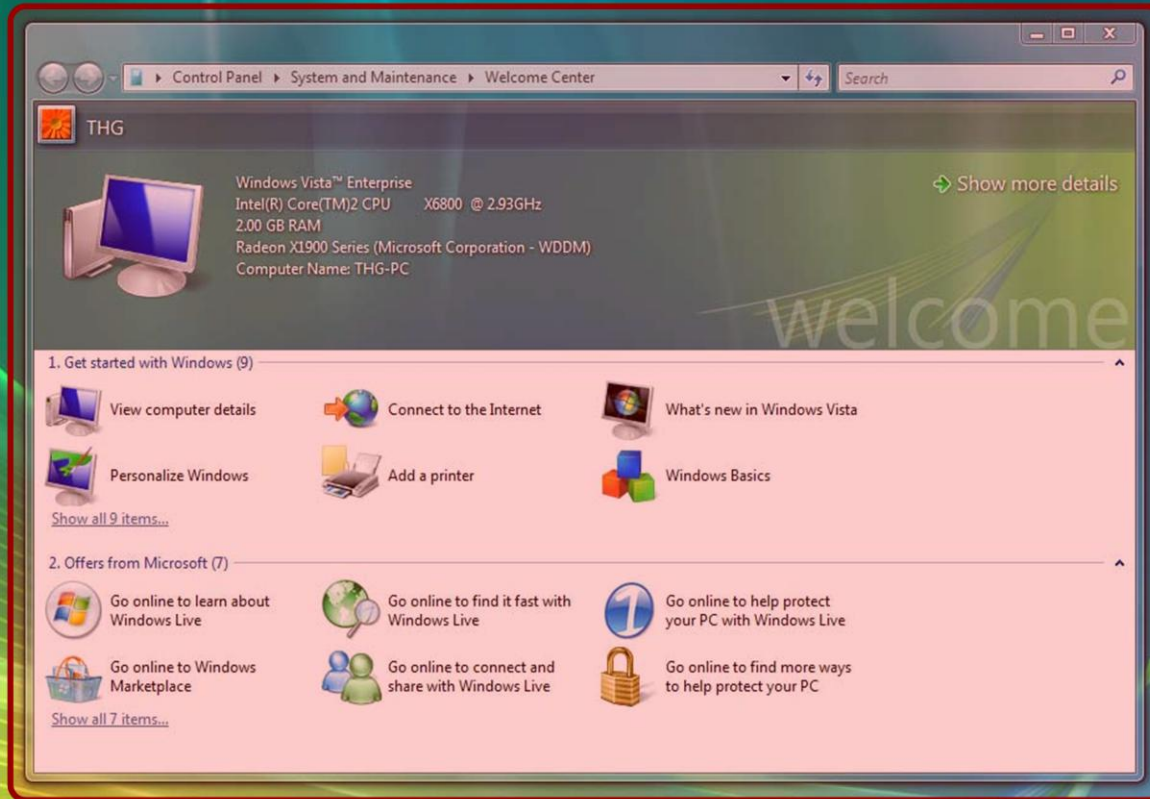 Control Panel ▸ System and Maintenance ▸ Welcome Center
Search
THG
Windows Vista™ Enterprise
Intel(R) Core(TM)2 CPU X6800 @ 2.93GHz
2.00 GB RAM
Radeon X1900 Series (Microsoft Corporation - WDDM)
Computer Name: THG-PC
Show more details
welcome
1. Get started with Windows (9)
View computer details
Connect to the Internet
What's new in Windows Vista
Personalize Windows
Add a printer
Windows Basics
Show all 9 items...
2. Offers from Microsoft (7)
Go online to learn about
Windows Live
Go online to find it fast with
Windows Live
Go online to help protect
your PC with Windows Live
Go online to Windows
Marketplace
Go online to connect and
share with Windows Live
Go online to find more ways
to help protect your PC
Show all 7 items...